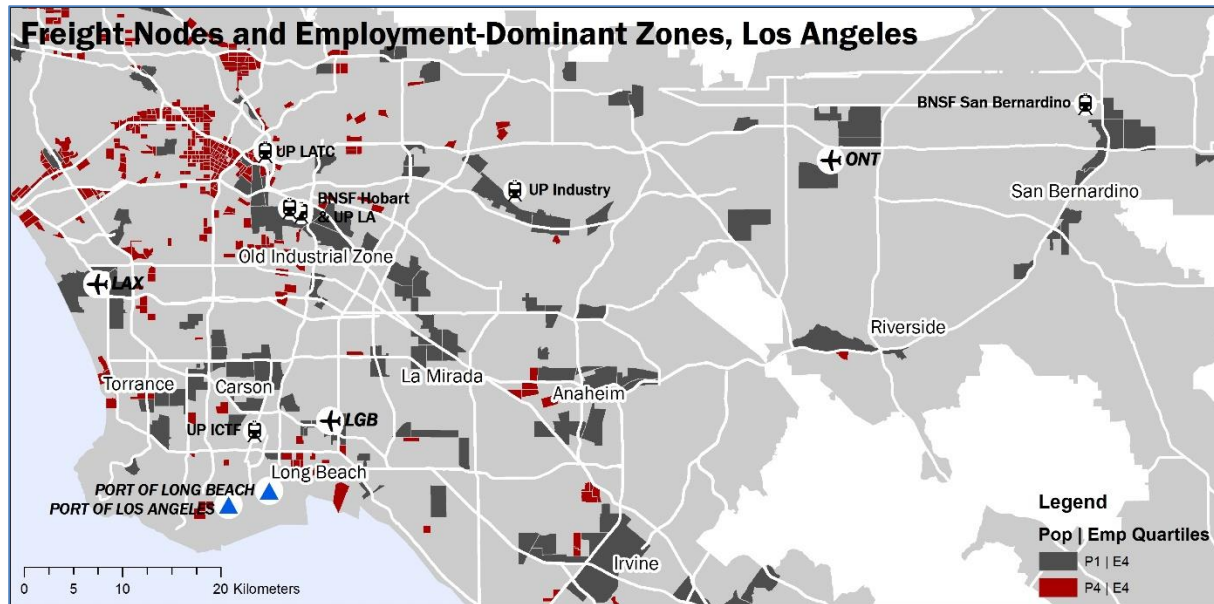 Freight Nodes and Employment-Dominant Zones, Los Angeles
BNSF San Bernardino
UP LATC
ONT
UP Industry
San Bernardino
BNSF Hobart
& UP LA
Old Industrial Zone
LAX
Riverside
La Mirada
Torrance
Carson
Anaheim
LGB
UP ICTF
Long Beach
PORT OF LONG BEACH
PORT OF LOS ANGELES
Irvine
Legend
Pop | Emp Quartiles
P1 | E4
P4 | E4
0 5 10 20 Kilometers